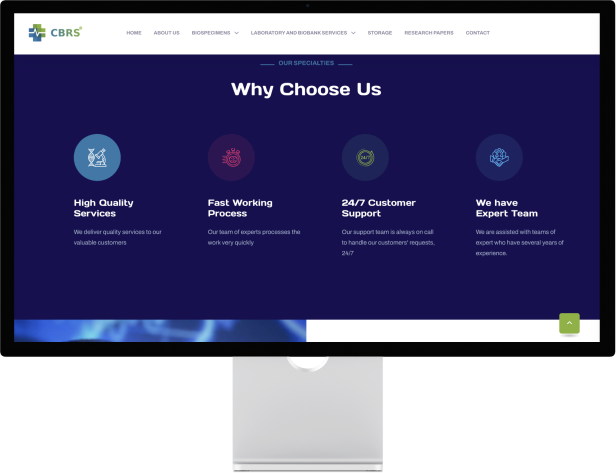 CBRS
HOME ABOUT US BIOSPECIMENS LABORATORY AND BIOBANK SERVICES STORAGE RESEARCH PAPERS CONTACT
OUR SPECIALTIES
Why Choose Us
24/7
High Quality
Services
We deliver quality services to our
valuable customers
Fast Working
Process
Our team of experts processes the
work very quickly
24/7 Customer
Support
Our support team is always on call
to handle our customers' requests,
24/7
We have
Expert Team
We are assisted with teams of
expert who have several years of
experience.